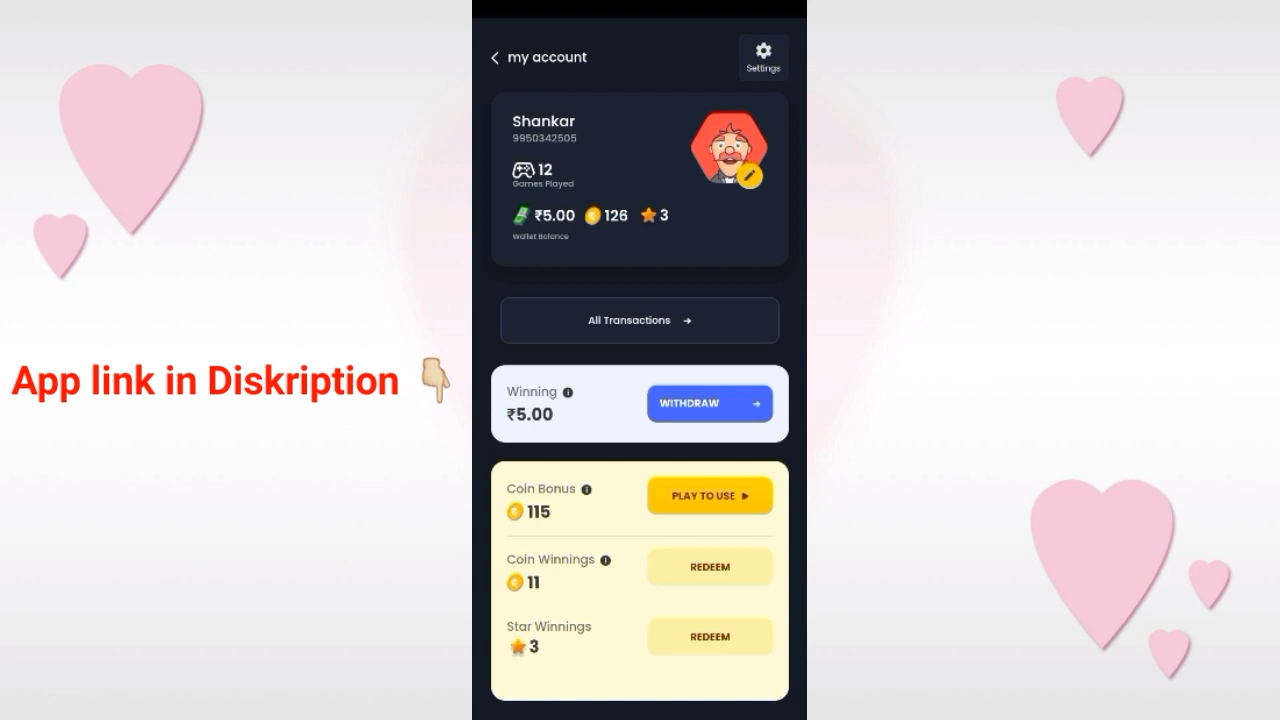 my account
Settings
Shankar
9950342505
12
Games Played
₹5.00 126 3
Wallet Balance
All Transactions →
App link in Diskription 👇🏼
Winning
₹5.00
WITHDRAW →
Coin Bonus
115
PLAY TO USE
Coin Winnings
11
REDEEM
Star Winnings
3
REDEEM